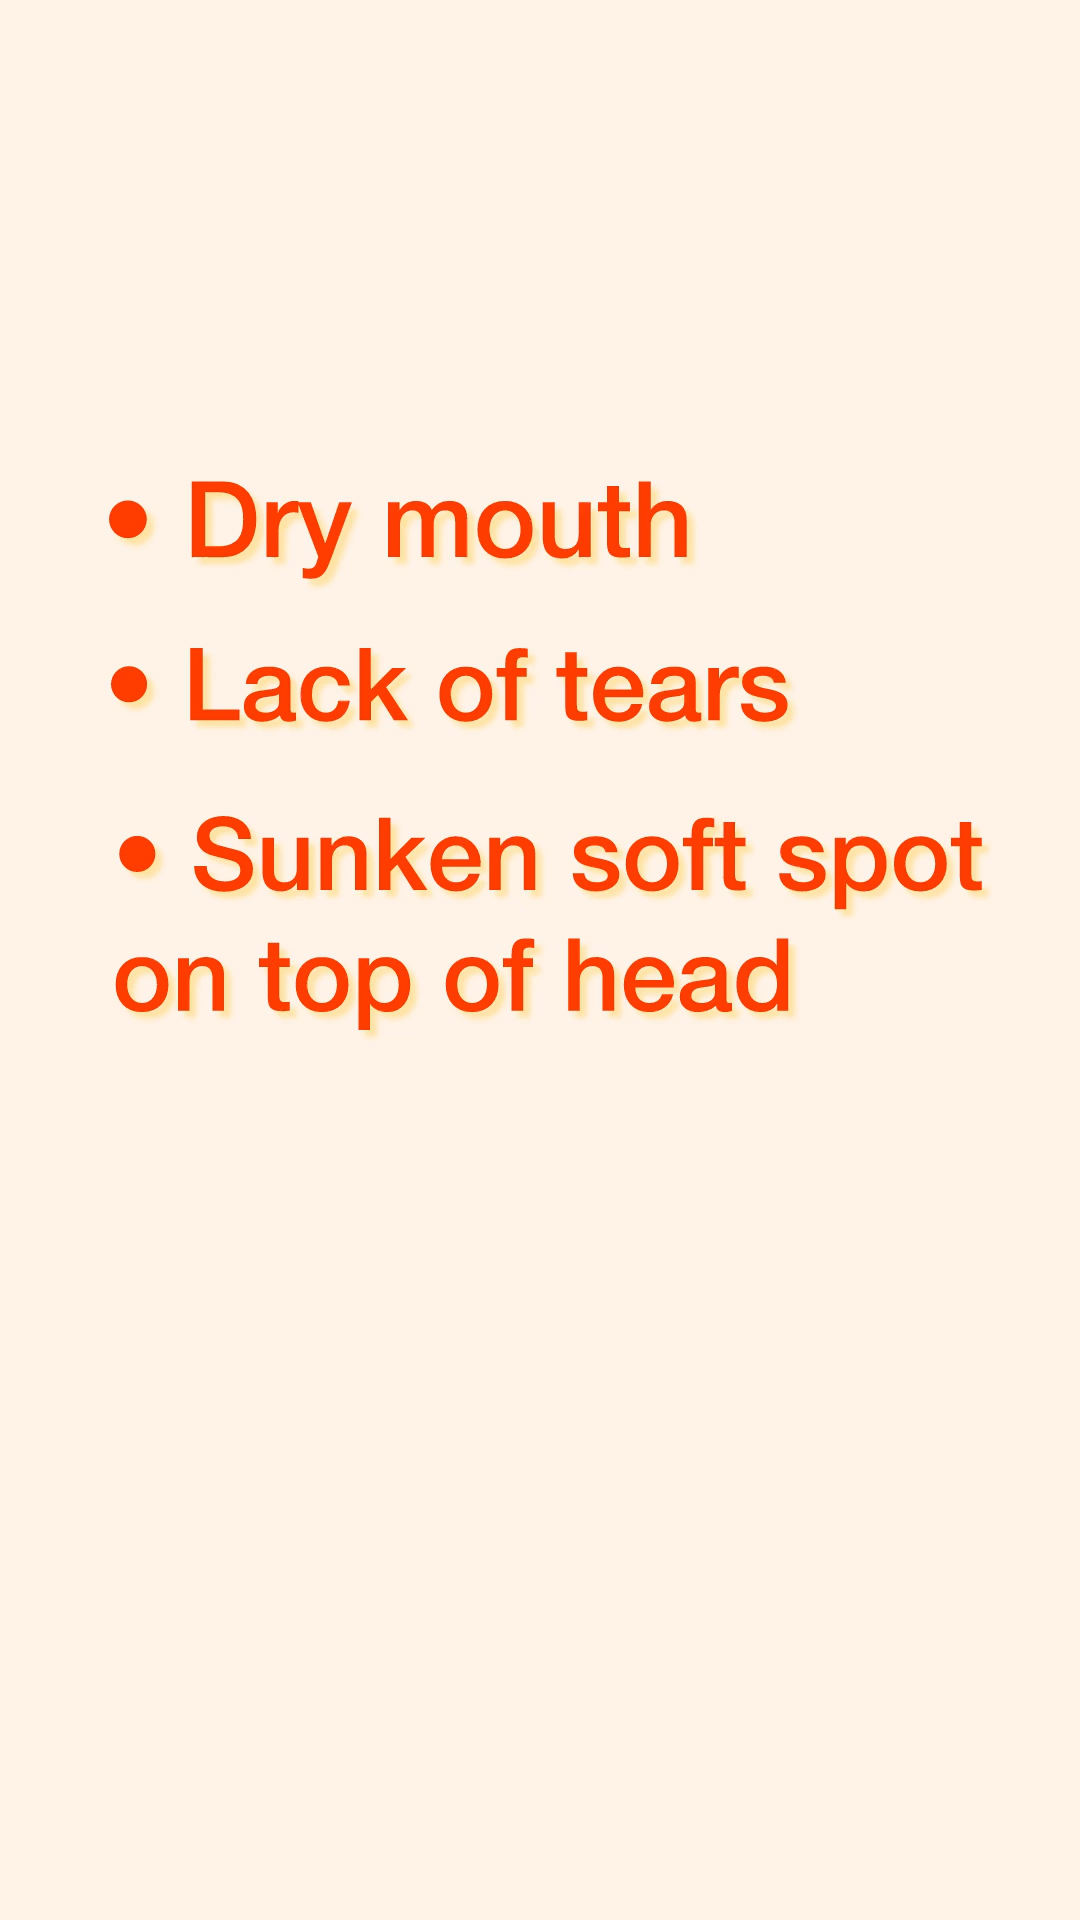 • Dry mouth
• Lack of tears
• Sunken soft spot
on top of head